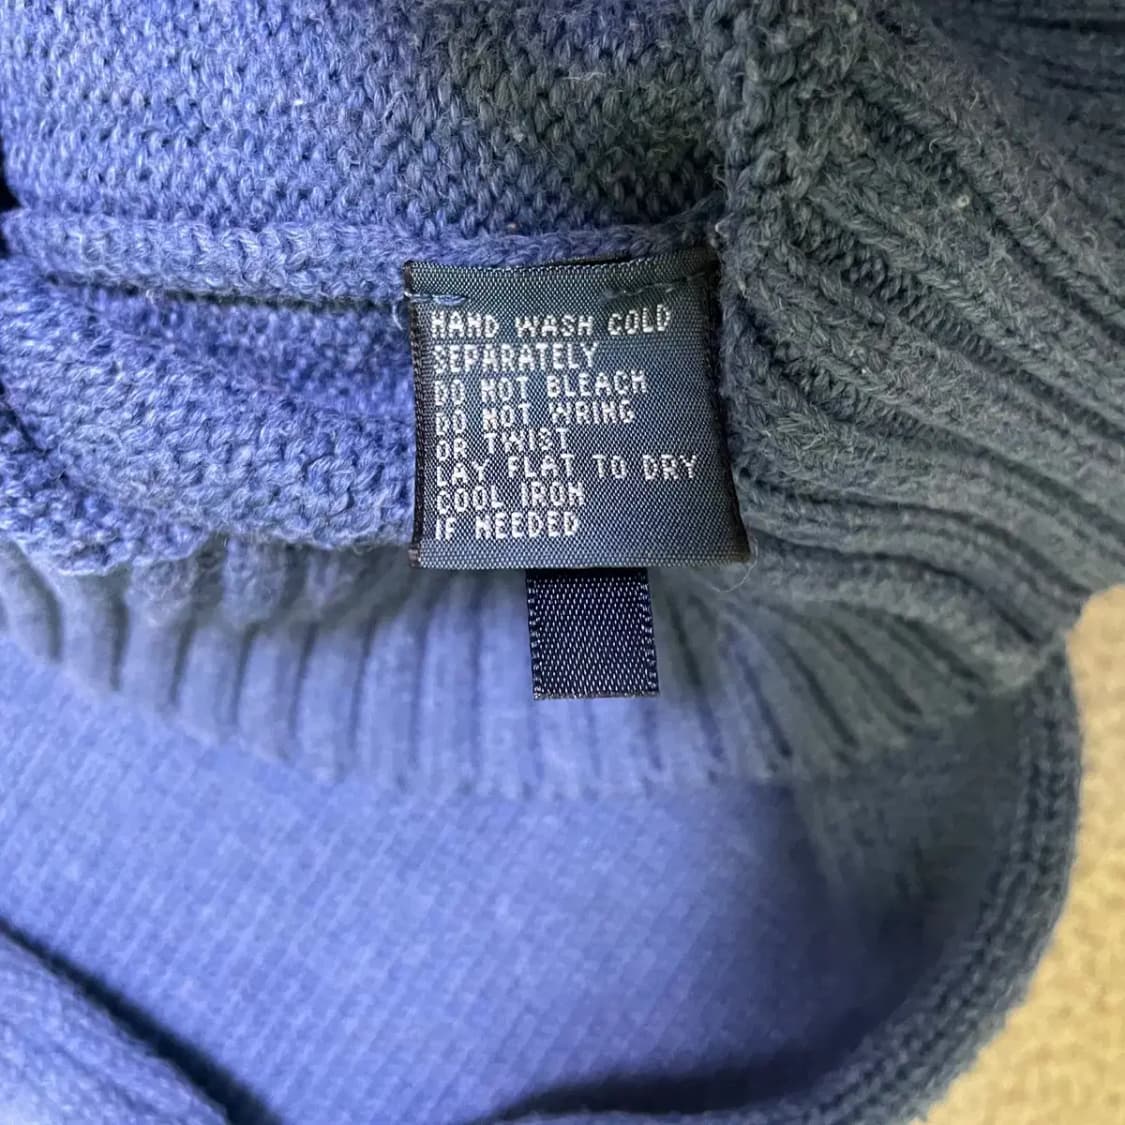 HAND WASH COLD
SEPARATELY
DO NOT BLEACH
DO NOT WRING
OR TWIST
LAY FLAT TO DRY
COOL IRON
IF NEEDED